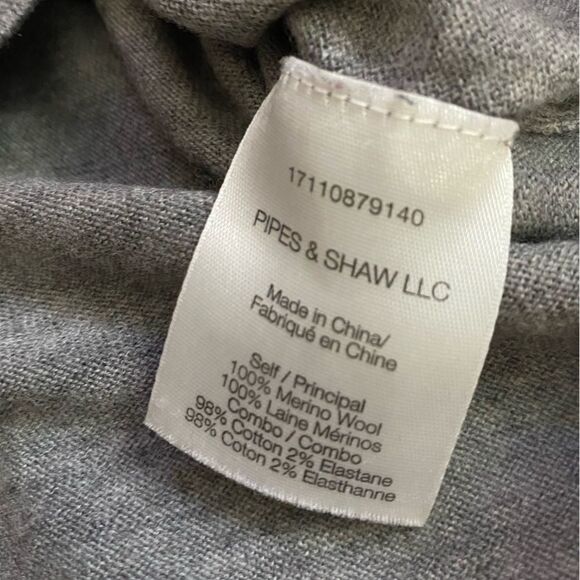 17110879140
PIPES & SHAW LLC
Made in China/
Fabriqué en Chine
Self / Principal
100% Merino Wool
100% Laine Mérinos
Combo / Combo
98% Cotton 2% Elastane
98% Coton 2% Elasthanne